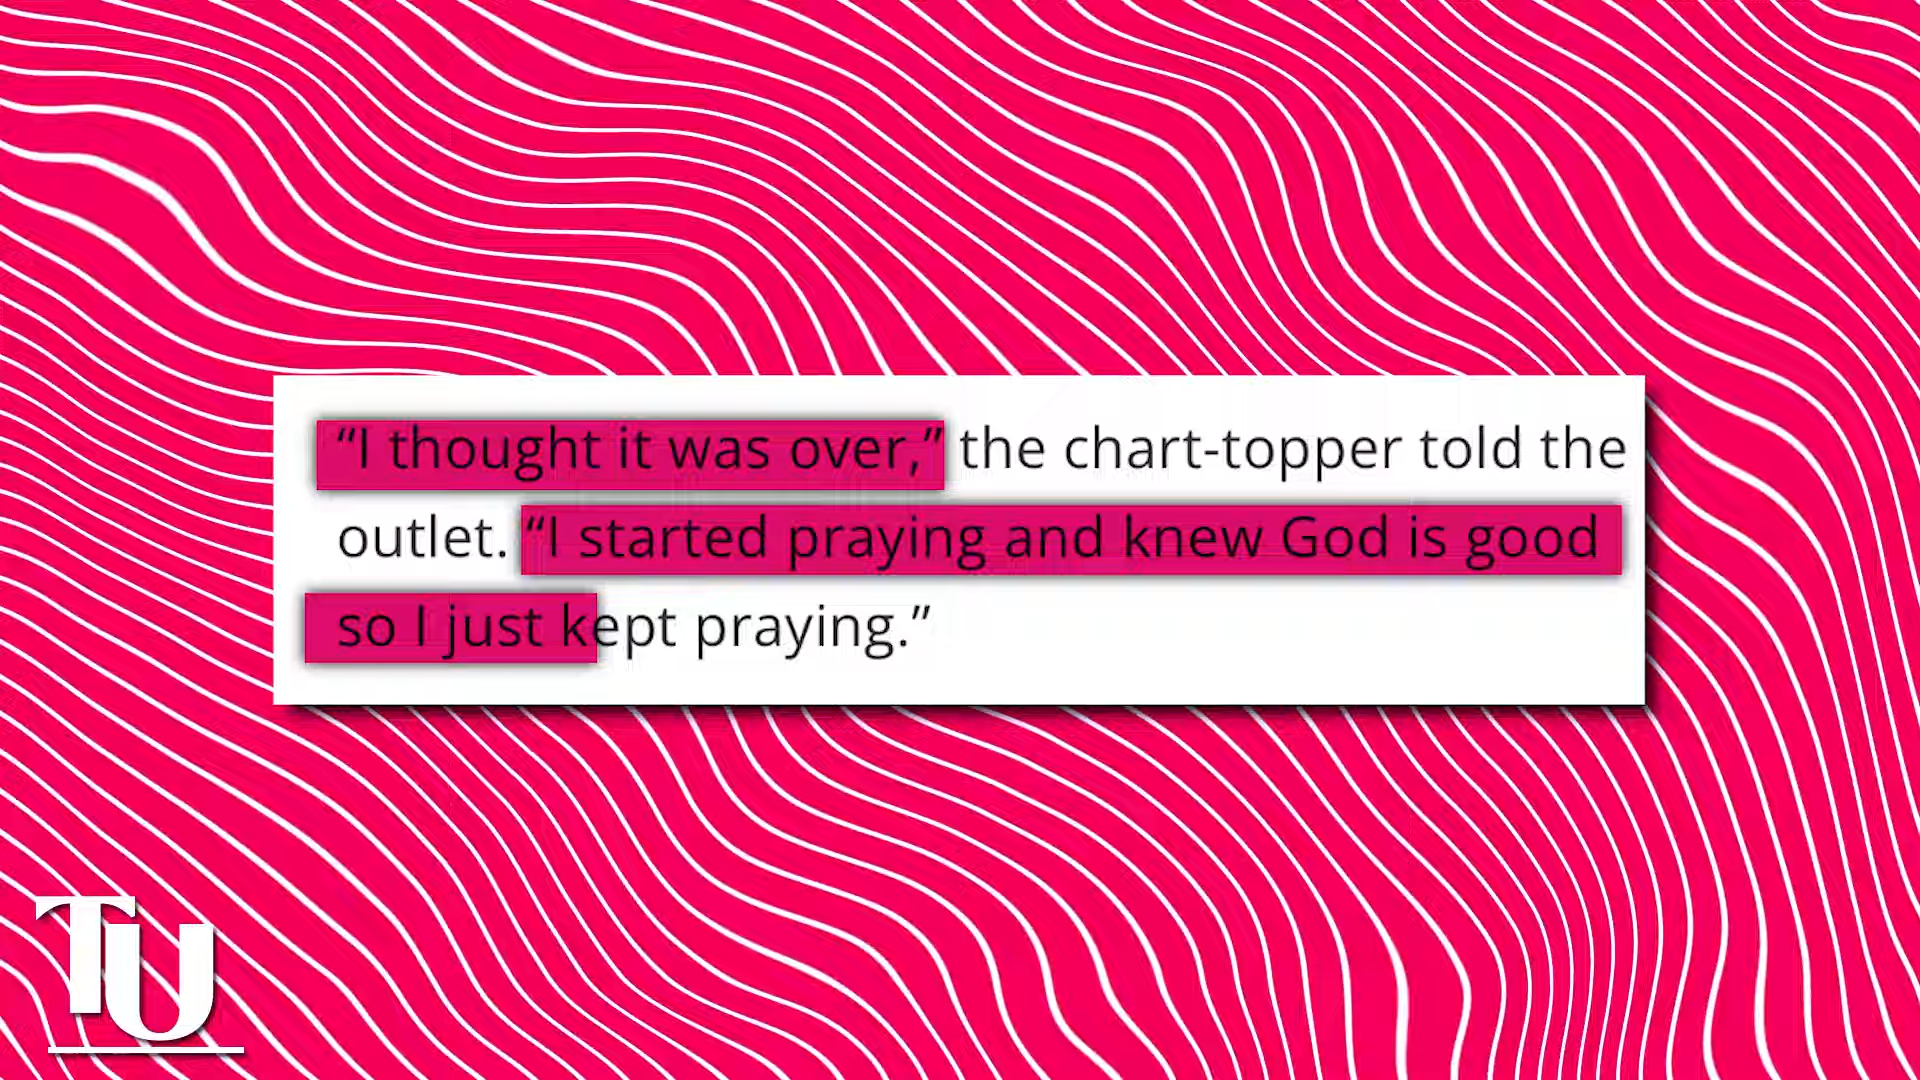 “I thought it was over,” the chart-topper told the
outlet. “I started praying and knew God is good
so I just kept praying.”
TU